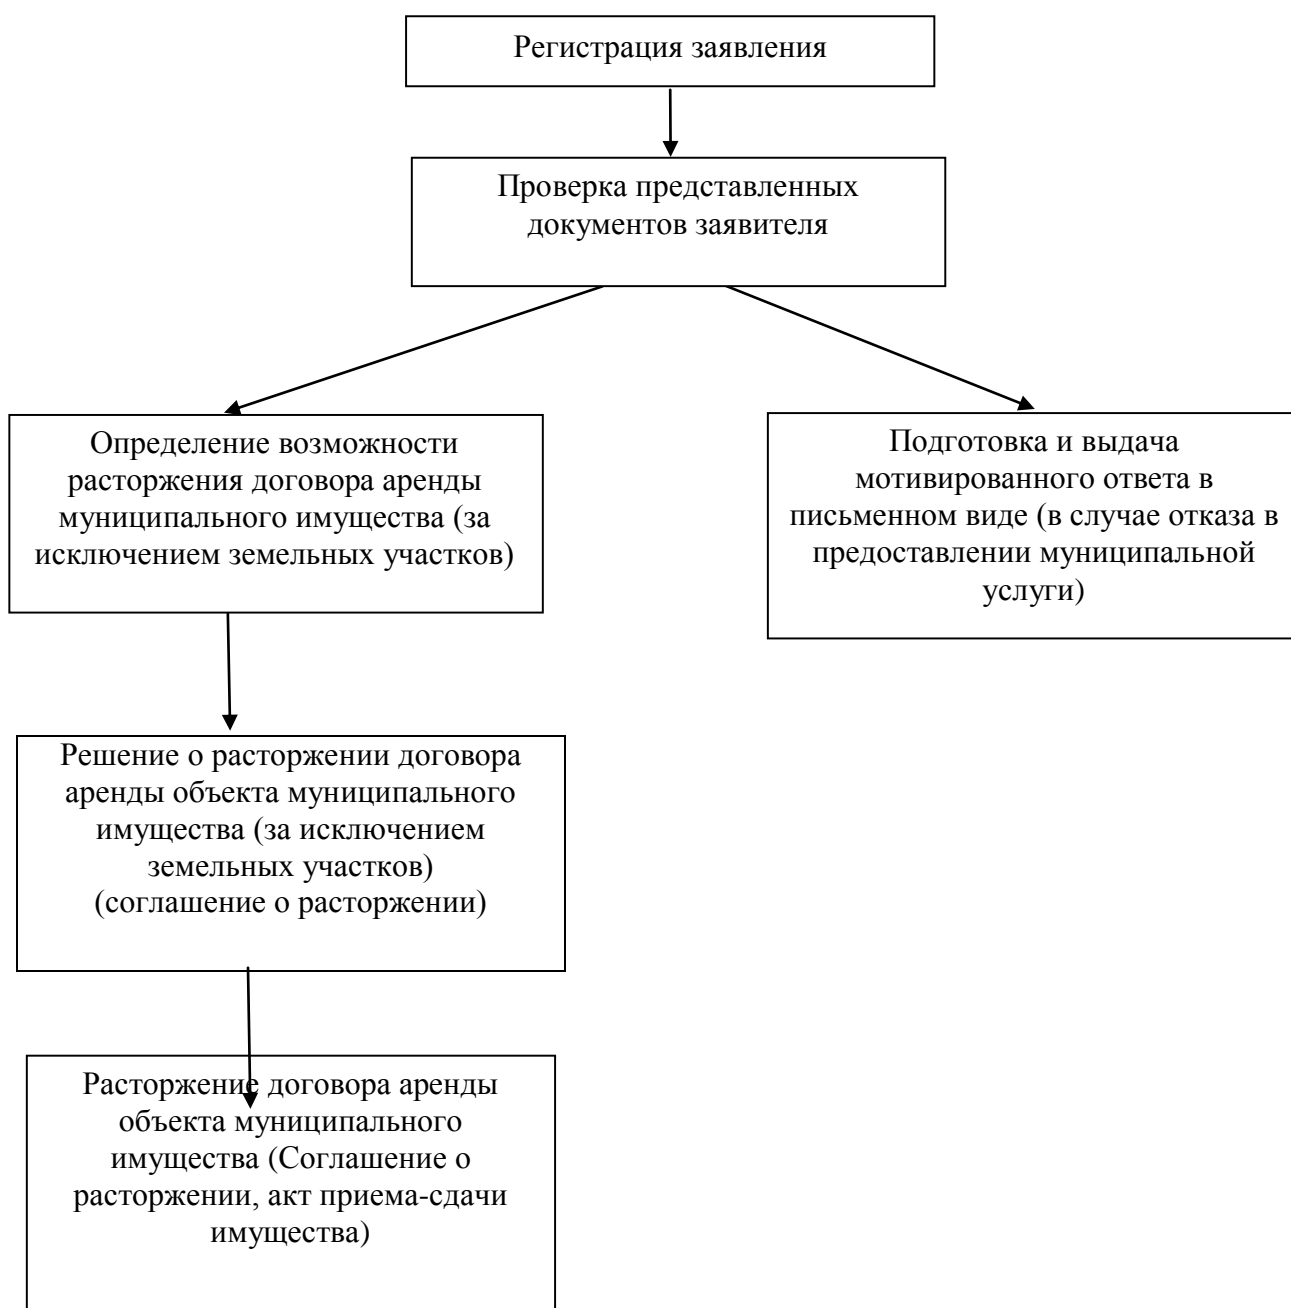 Регистрация заявления
Проверка представленных
документов заявителя
Определение возможности
расторжения договора аренды
муниципального имущества (за
исключением земельных участков)
Подготовка и выдача
мотивированного ответа в
письменном виде (в случае отказа в
предоставлении муниципальной
услуги)
Решение о расторжении договора
аренды объекта муниципального
имущества (за исключением
земельных участков)
(соглашение о расторжении)
Расторжение договора аренды
объекта муниципального
имущества (Соглашение о
расторжении, акт приема-сдачи
имущества)